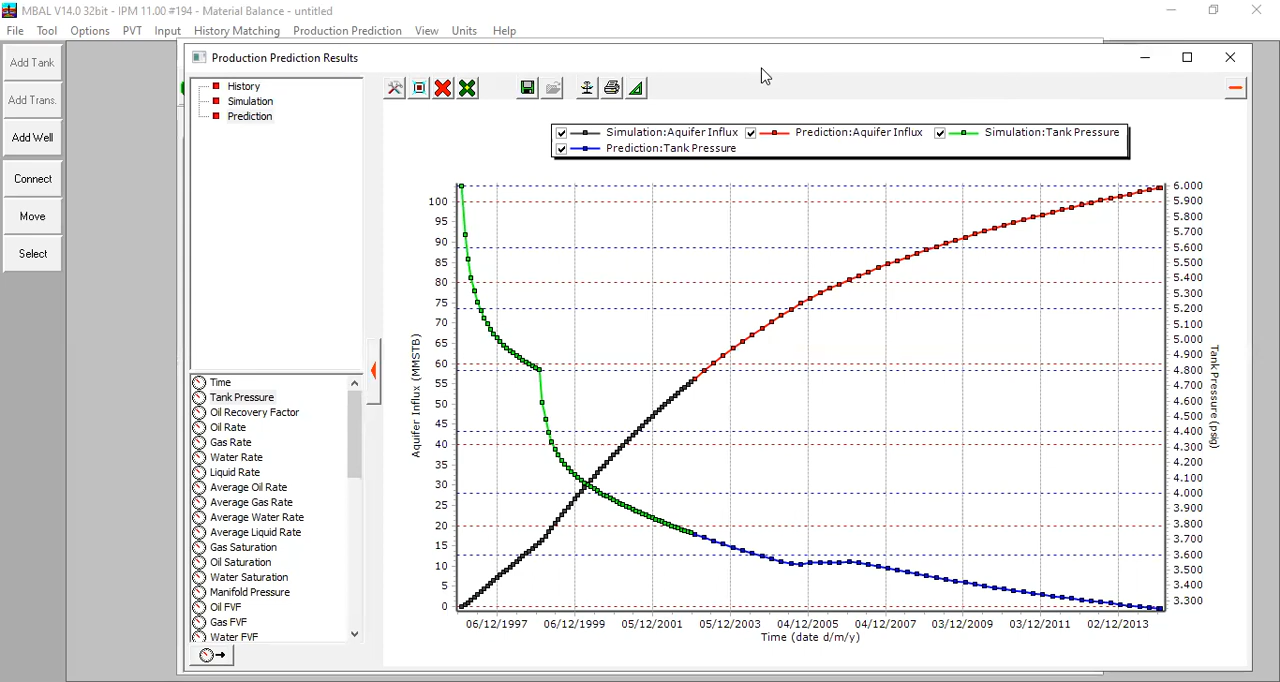 MBAL V14.0 32bit - IPM 11.00 #194 - Material Balance - untitled
File Tool Options PVT Input History Matching Production Prediction View Units Help
Add Tank
Add Trans.
Add Well
Connect
Move
Select
Production Prediction Results
History
Simulation
Prediction
Time
Tank Pressure
Oil Recovery Factor
Oil Rate
Gas Rate
Water Rate
Liquid Rate
Average Oil Rate
Average Gas Rate
Average Water Rate
Average Liquid Rate
Gas Saturation
Oil Saturation
Water Saturation
Manifold Pressure
Oil FVF
Gas FVF
Water FVF
Simulation:Aquifer Influx Prediction:Aquifer Influx Simulation:Tank Pressure
Prediction:Tank Pressure
Aquifer Influx (MMSTB)
100
95
90
85
80
75
70
65
60
55
50
45
40
35
30
25
20
15
10
5
0
6.000
5.900
5.800
5.700
5.600
5.500
5.400
5.300
5.200
5.100
5.000
4.900
4.800
4.700
4.600
4.500
4.400
4.300
4.200
4.100
4.000
3.900
3.800
3.700
3.600
3.500
3.400
3.300
Tank Pressure (psig)
06/12/1997 06/12/1999 05/12/2001 05/12/2003 04/12/2005 04/12/2007 03/12/2009 03/12/2011 02/12/2013
Time (date d/m/y)